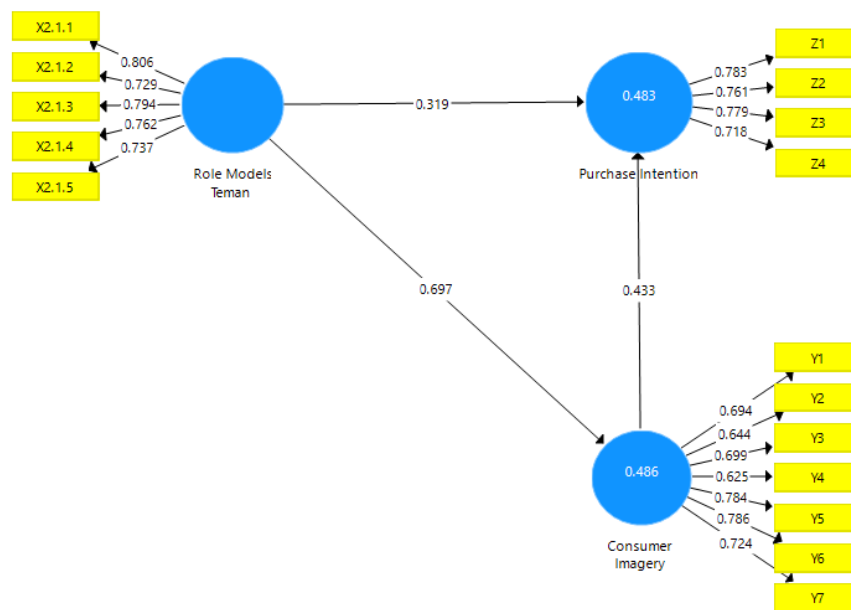 X2.1.1
X2.1.2
X2.1.3
X2.1.4
X2.1.5
0.806
0.729
0.794
0.762
0.737
Role Models
Teman
0.319
0.697
0.483
Purchase Intention
0.783
0.761
0.779
0.718
Z1
Z2
Z3
Z4
0.433
0.486
Consumer
Imagery
0.694
0.644
0.699
0.625
0.784
0.786
0.724
Y1
Y2
Y3
Y4
Y5
Y6
Y7